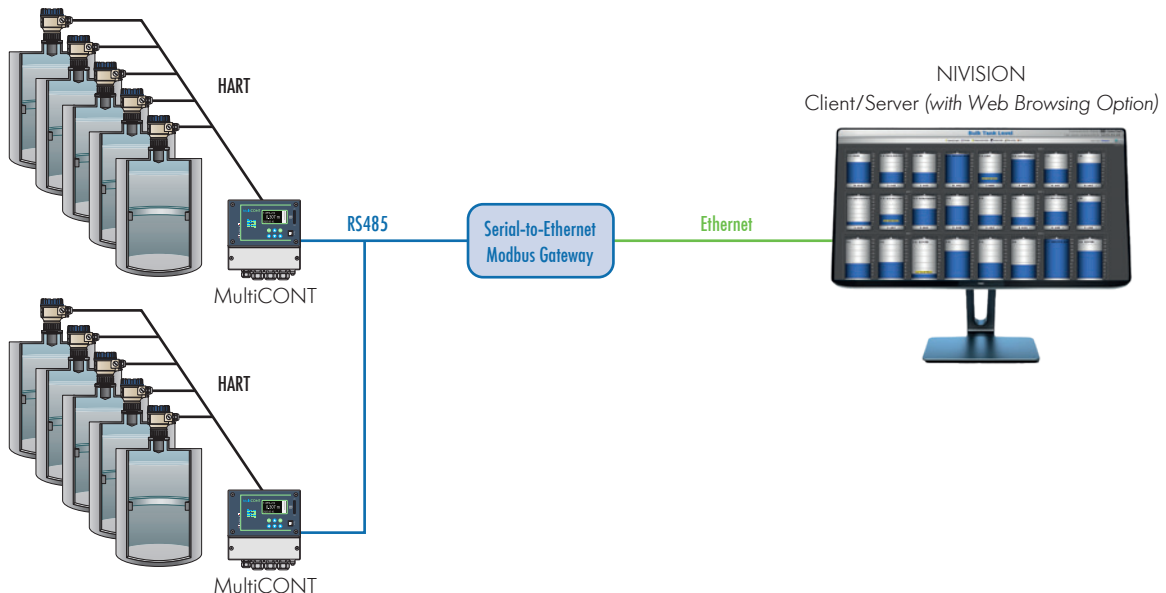 HART
NIVISION
Client/Server (with Web Browsing Option)
Bulk Tank Level
MultiCONT
RS485
Serial-to-Ethernet
Modbus Gateway
Ethernet
HART
MultiCONT